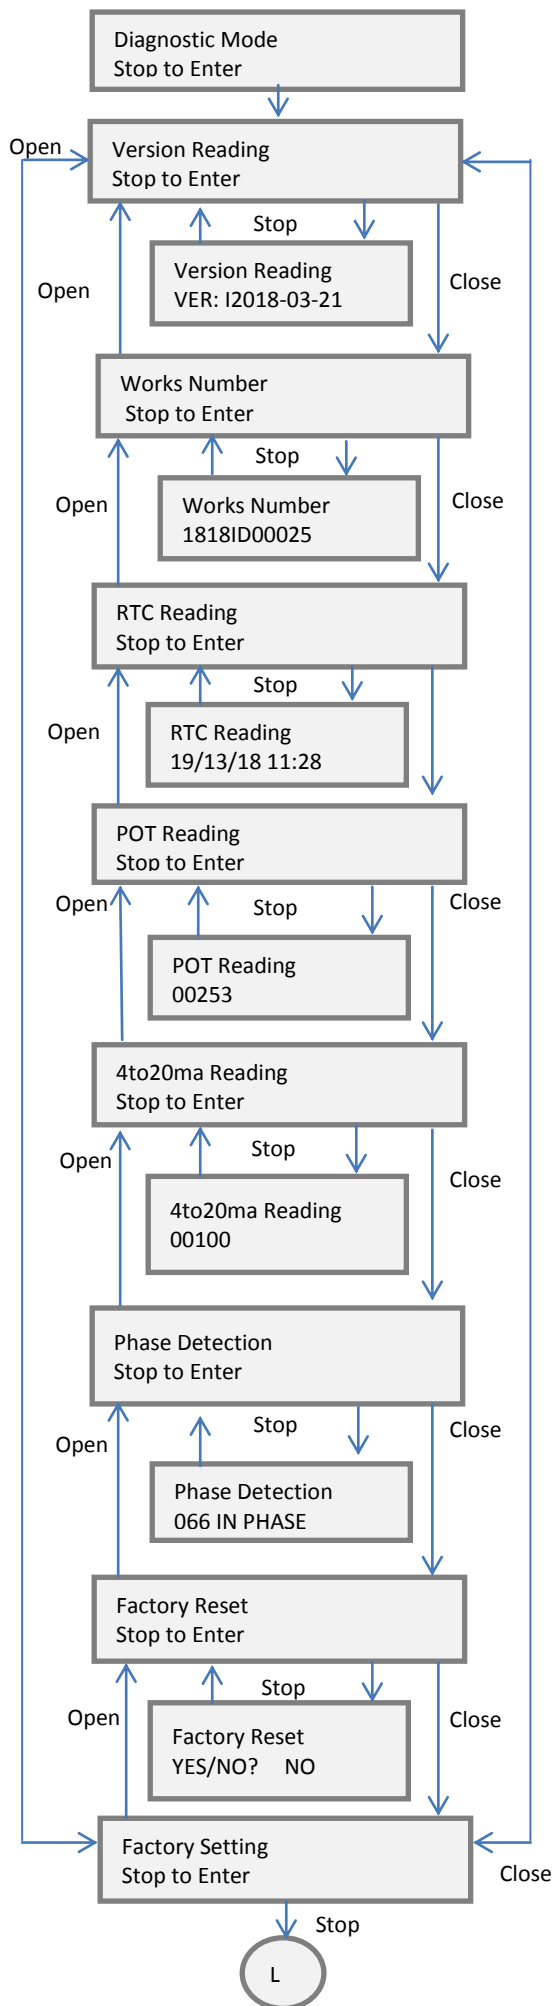 Diagnostic Mode
Stop to Enter
Open
Version Reading
Stop to Enter
Stop
Version Reading
VER: I2018-03-21
Open
Close
Works Number
Stop to Enter
Stop
Works Number
1818ID00025
Open
Close
RTC Reading
Stop to Enter
Stop
RTC Reading
19/13/18 11:28
Open
POT Reading
Stop to Enter
Open
Stop
Close
POT Reading
00253
4to20ma Reading
Stop to Enter
Open
Stop
Close
4to20ma Reading
00100
Phase Detection
Stop to Enter
Open
Stop
Close
Phase Detection
066 IN PHASE
Factory Reset
Stop to Enter
Stop
Open
Close
Factory Reset
YES/NO? NO
Factory Setting
Stop to Enter
Close
Stop
L